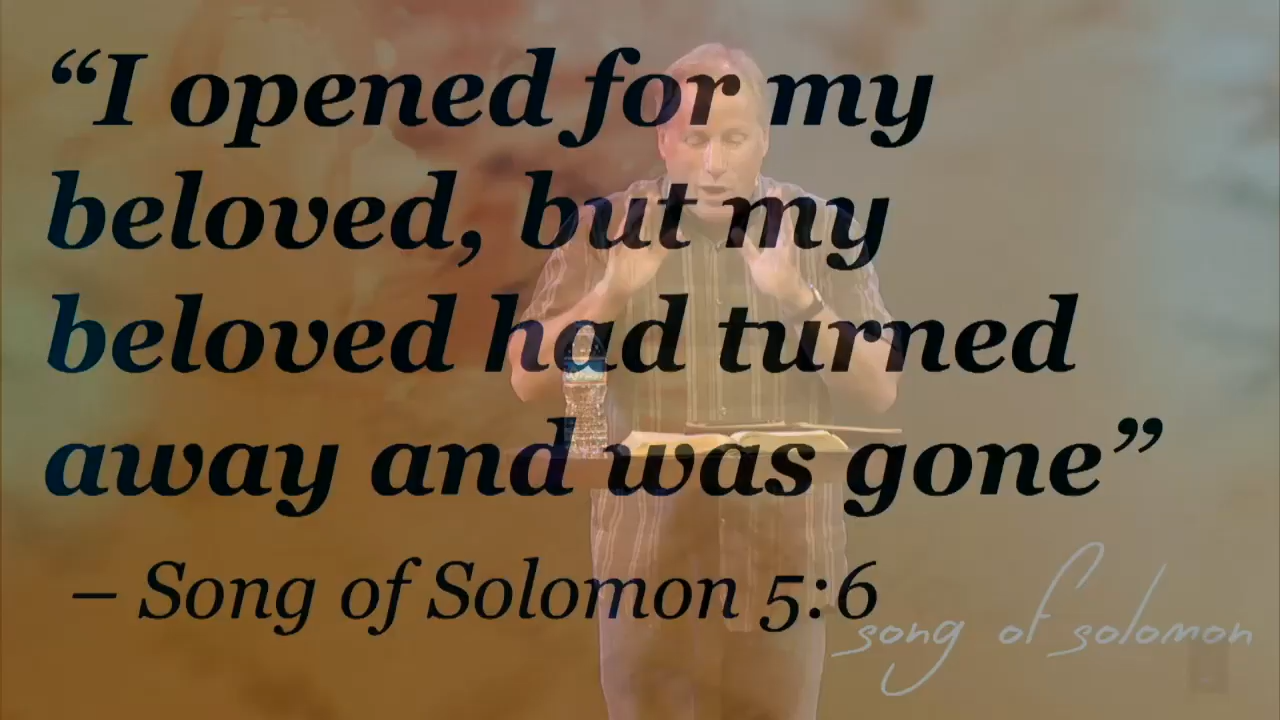 “I opened for my
beloved, but my
beloved had turned
away and was gone”
– Song of Solomon 5:6
song of solomon